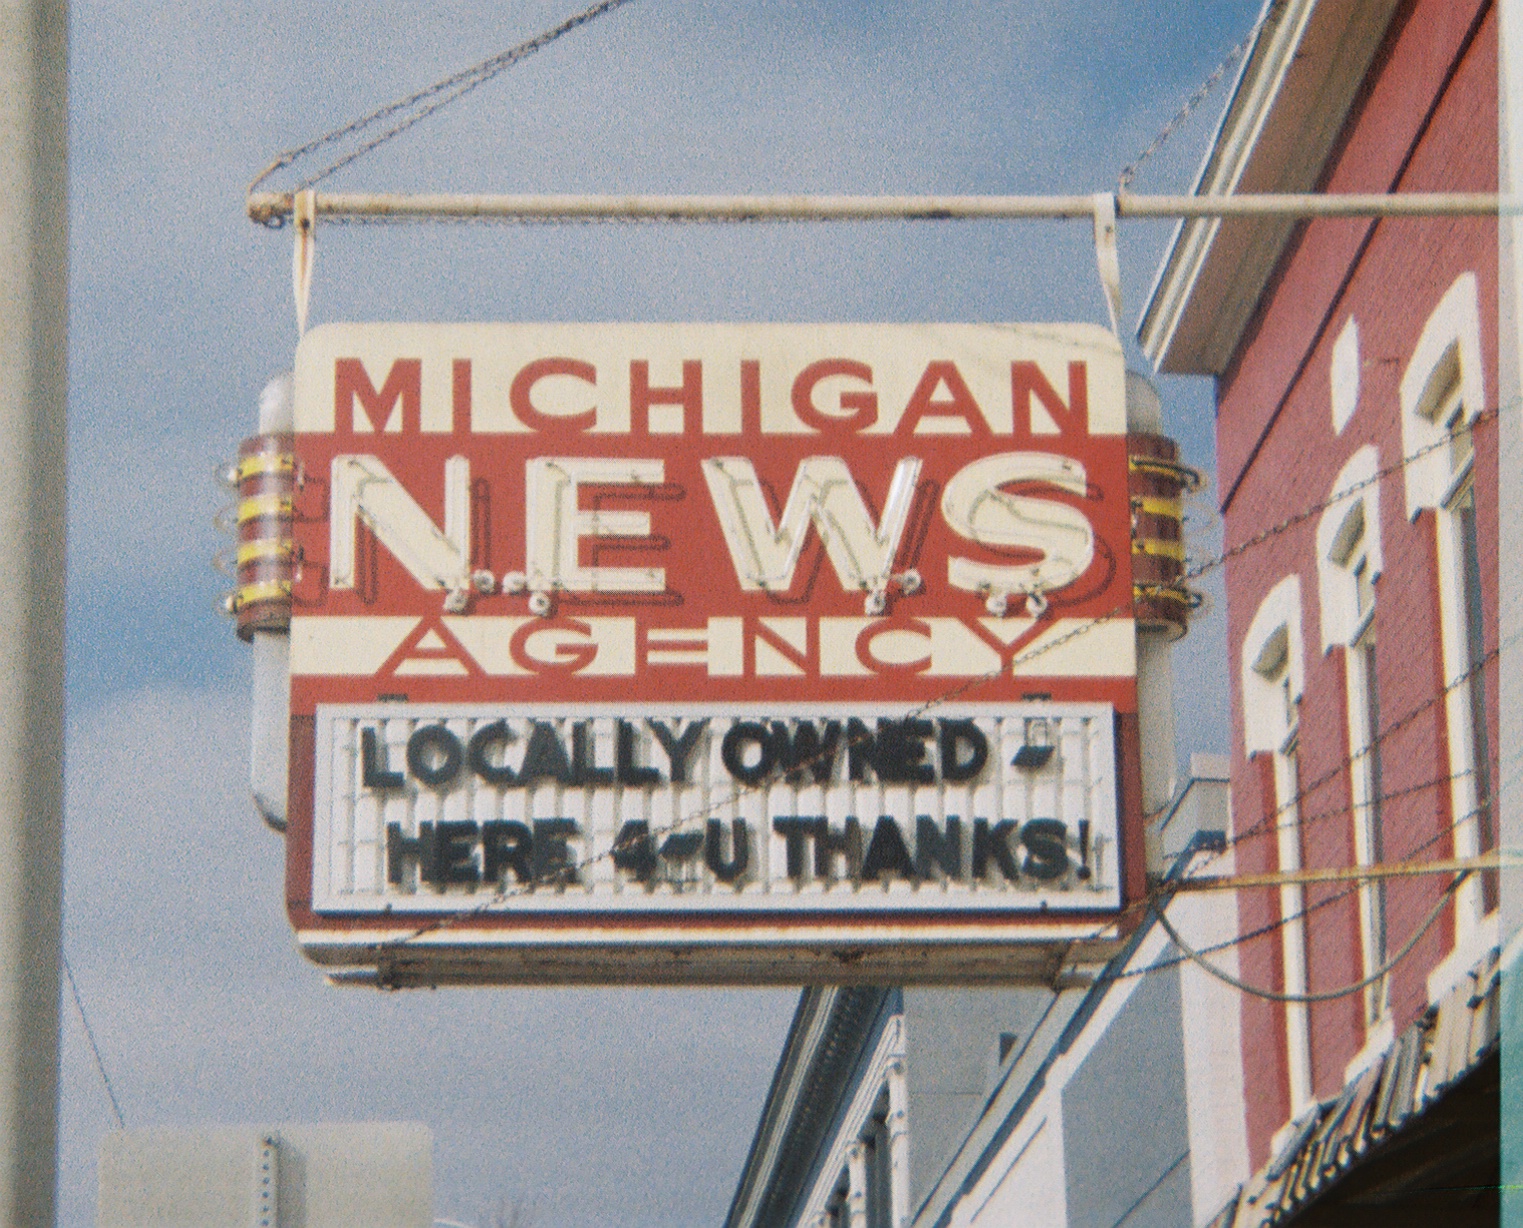 MICHIGAN
NEWS
AGENCY
LOCALLY OWNED -
HERE 4-U THANKS!